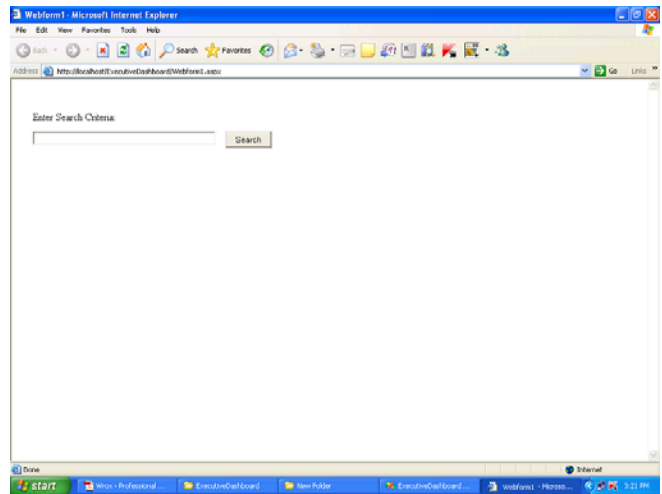 Webform1 - Microsoft Internet Explorer
File Edit View Favorites Tools Help
Back Search Favorites
Address http://localhost/ExecutiveDashboard/Webform1.aspx Go Links »
Enter Search Criteria:
Search
Done Internet
start Wrox - Professional ... ExecutiveDashboard New Folder ExecutiveDashboard ... Webform1 - Microso... 3:21 PM